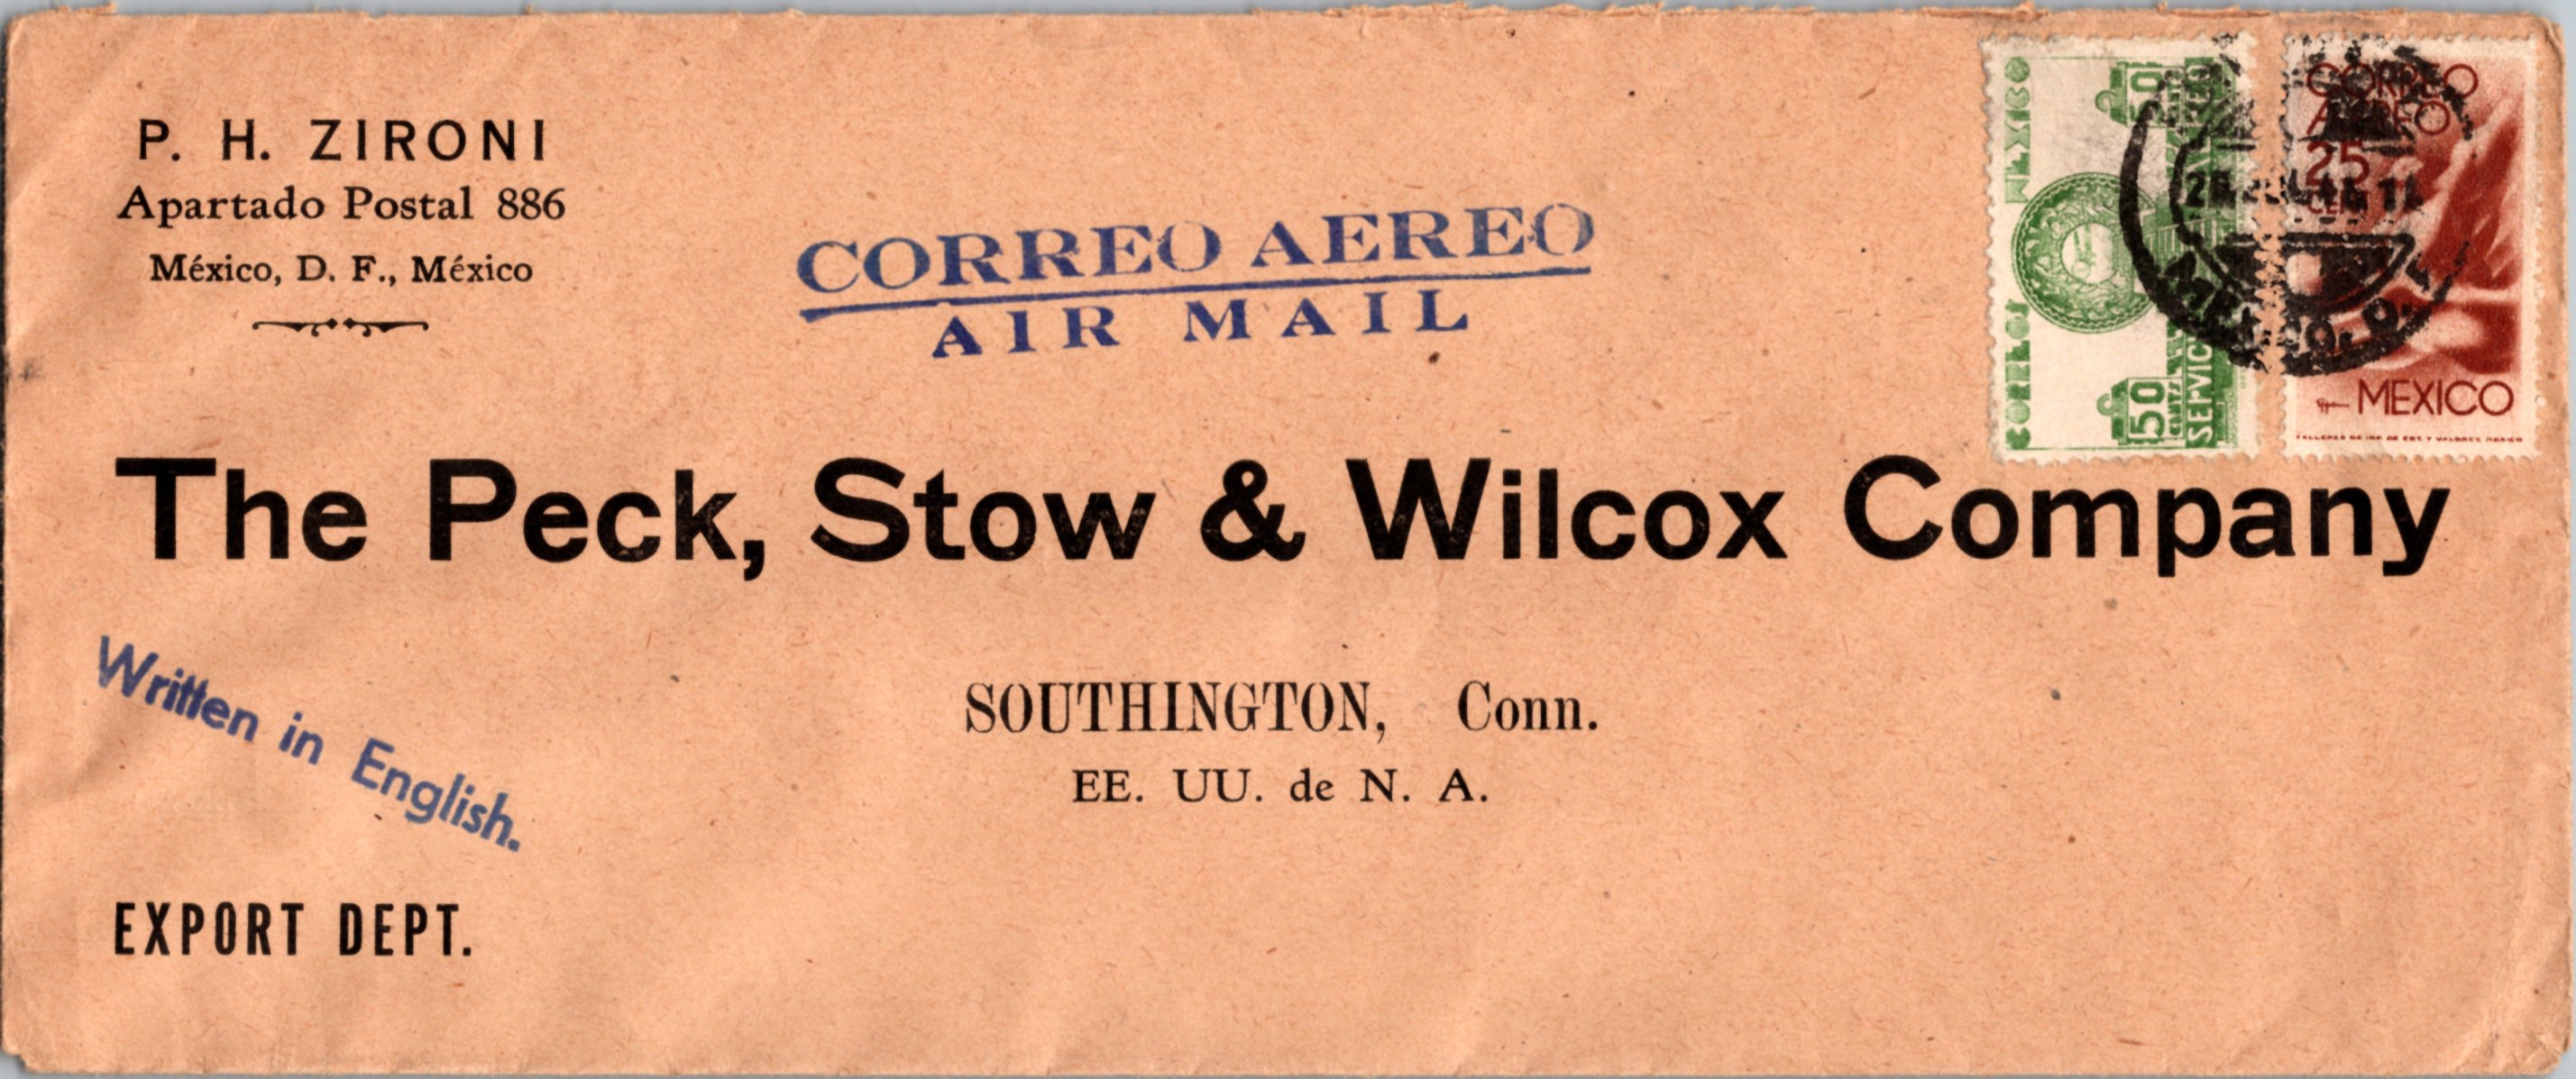 P. H. ZIRONI
Apartado Postal 886
México, D. F., México
CORREO AEREO
AIR MAIL
CORREOS MEXICO
50
CENTS
CORREO
AEREO
25
MEXICO
The Peck, Stow & Wilcox Company
SOUTHINGTON, Conn.
EE. UU. de N. A.
Written in English.
EXPORT DEPT.